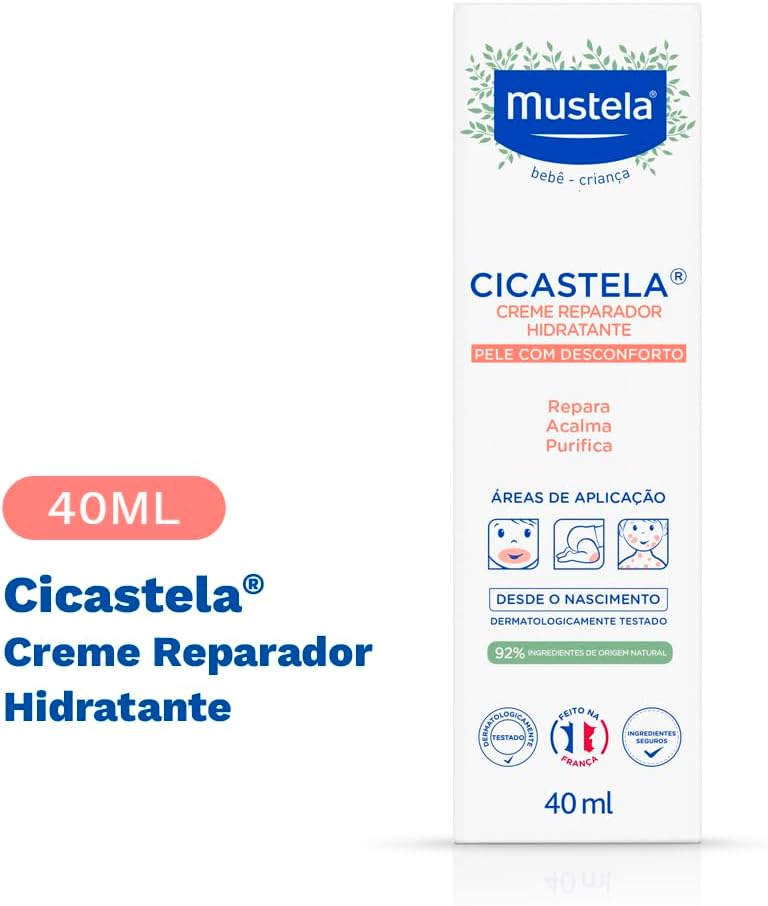 mustela®
bebê - criança
CICASTELA®
CREME REPARADOR
HIDRATANTE
PELE COM DESCONFORTO
Repara
Acalma
Purifica
ÁREAS DE APLICAÇÃO
DESDE O NASCIMENTO
DERMATOLOGICAMENTE TESTADO
92% INGREDIENTES DE ORIGEM NATURAL
DERMATOLOGICAMENTE
TESTADO
FEITO NA
FRANÇA
INGREDIENTES
SEGUROS
40 ml
40 ml
40ML
Cicastela®
Creme Reparador
Hidratante